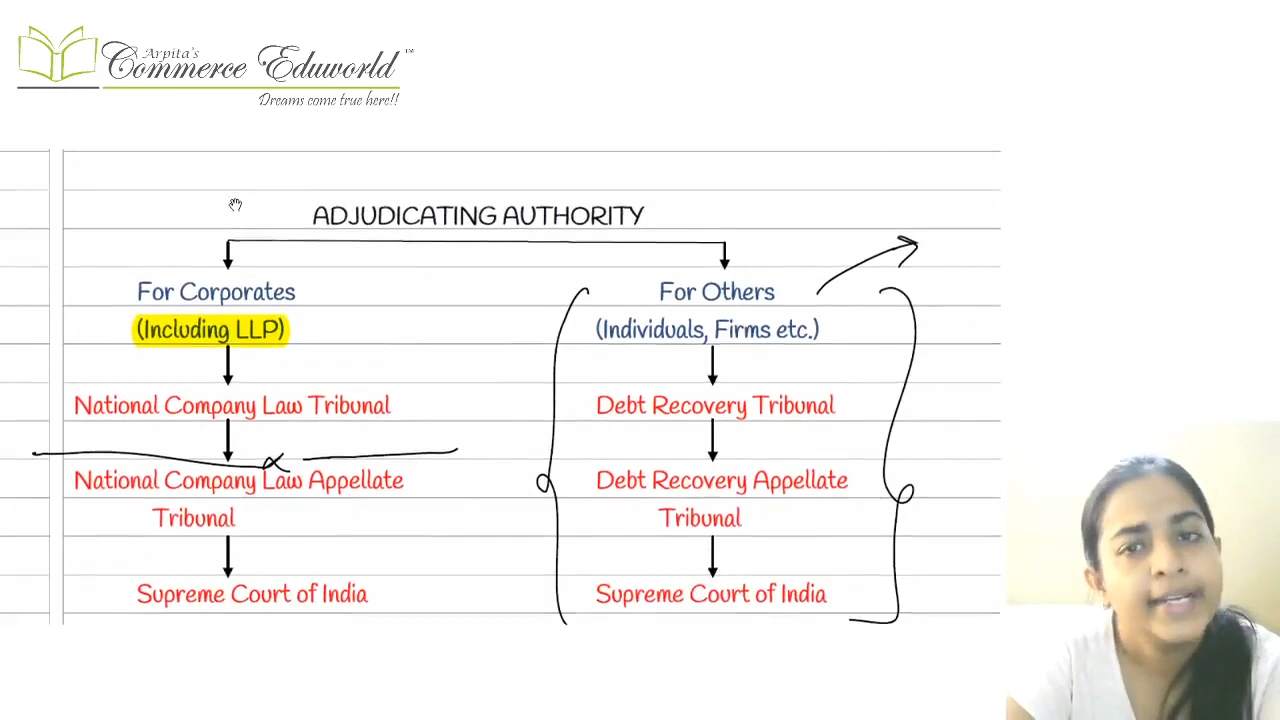 Arpita's
Commerce Eduworld™
Dreams come true here!!
ADJUDICATING AUTHORITY
For Corporates
(Including LLP)
National Company Law Tribunal
National Company Law Appellate
Tribunal
Supreme Court of India
For Others
(Individuals, Firms etc.)
Debt Recovery Tribunal
Debt Recovery Appellate
Tribunal
Supreme Court of India